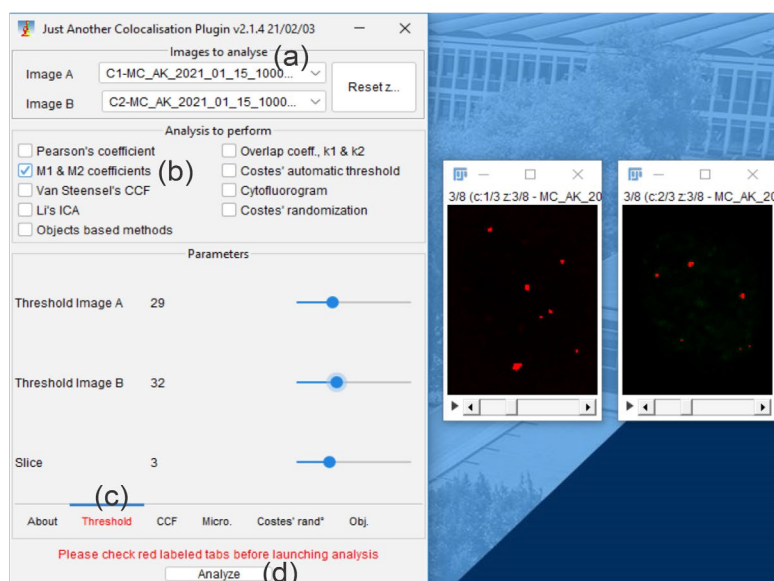 Just Another Colocalisation Plugin v2.1.4 21/02/03
Images to analyse
(a)
Image A
C1-MC_AK_2021_01_15_1000...
Image B
C2-MC_AK_2021_01_15_1000...
Reset z...
Analysis to perform
Pearson's coefficient
Overlap coeff., k1 & k2
M1 & M2 coefficients
(b)
Costes' automatic threshold
Van Steensel's CCF
Cytofluorogram
Li's ICA
Costes' randomization
Objects based methods
Parameters
Threshold Image A 29
Threshold Image B 32
Slice 3
(c)
About Threshold CCF Micro. Costes' rand° Obj.
Please check red labeled tabs before launching analysis
Analyze
(d)
3/8 (c:1/3 z:3/8 - MC_AK_20
3/8 (c:2/3 z:3/8 - MC_AK_20